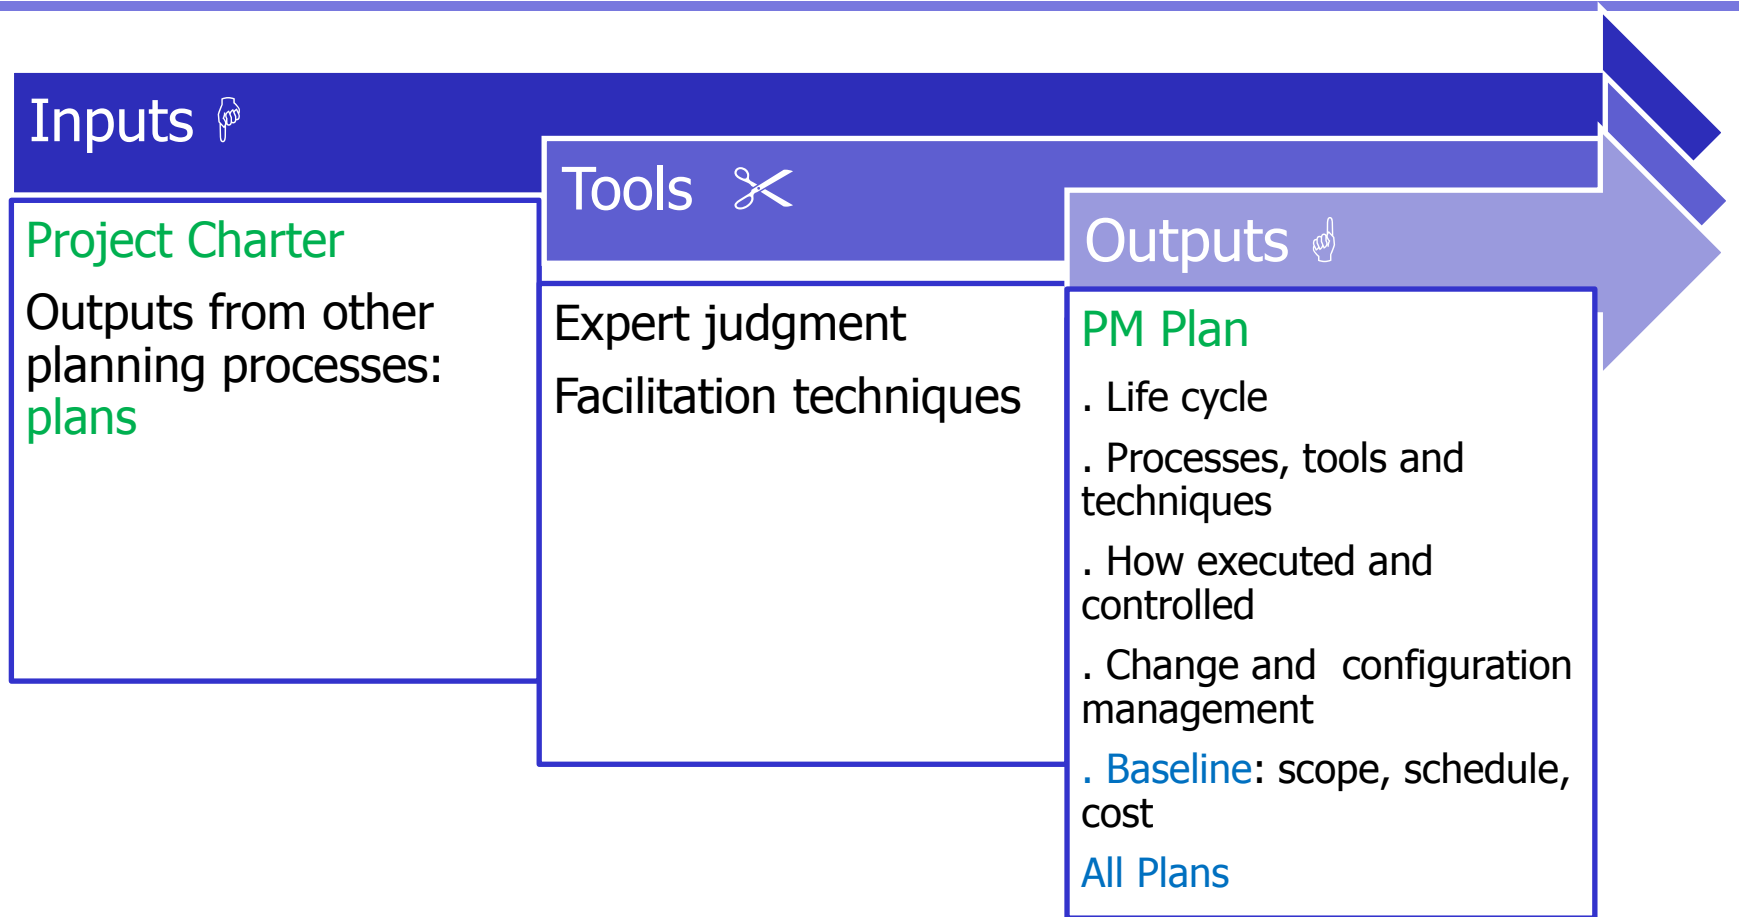 Inputs
Project Charter
Outputs from other
planning processes:
plans
Tools
Expert judgment
Facilitation techniques
Outputs
PM Plan
. Life cycle
. Processes, tools and
techniques
. How executed and
controlled
. Change and  configuration
management
. Baseline: scope, schedule,
cost
All Plans